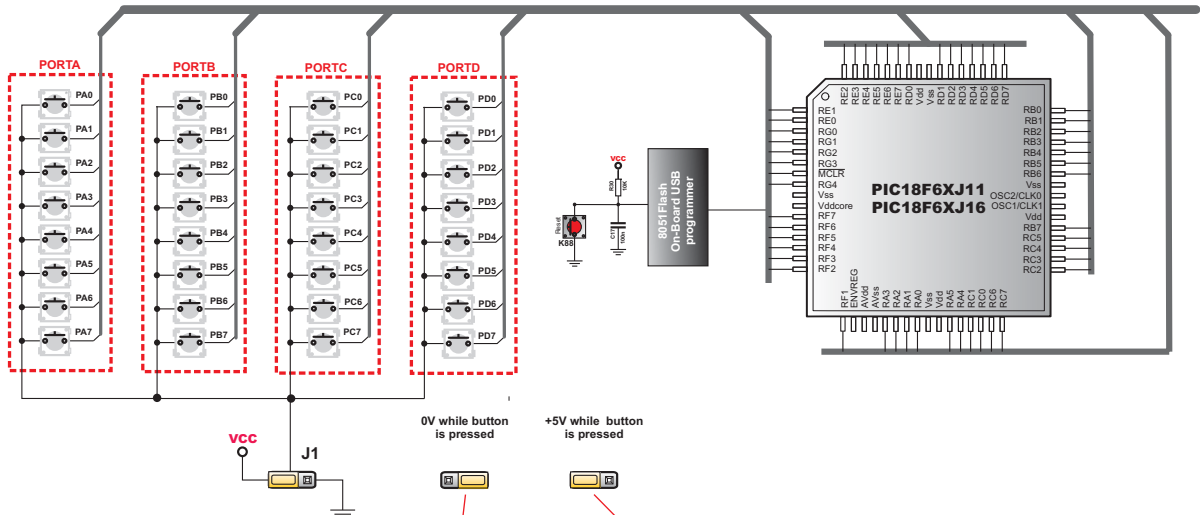 PORTA
PORTB
PORTC
PORTD
PA0
PA1
PA2
PA3
PA4
PA5
PA6
PA7
PB0
PB1
PB2
PB3
PB4
PB5
PB6
PB7
PC0
PC1
PC2
PC3
PC4
PC5
PC6
PC7
PD0
PD1
PD2
PD3
PD4
PD5
PD6
PD7
VCC
J1
0V while button
is pressed
+5V while button
is pressed
vcc
R30
10K
C17
100n
Reset
K88
8051Flash
On-Board USB
programmer
RE2
RE3
RE4
RE5
RE6
RE7
RD0
Vdd
Vss
RD1
RD2
RD3
RD4
RD5
RD6
RD7
RE1
RE0
RG0
RG1
RG2
RG3
MCLR
RG4
Vss
Vddcore
RF7
RF6
RF5
RF4
RF3
RF2
PIC18F6XJ11
PIC18F6XJ16
RB0
RB1
RB2
RB3
RB4
RB5
RB6
Vss
OSC2/CLK0
OSC1/CLK1
Vdd
RB7
RC5
RC4
RC3
RC2
RF1
ENVREG
AVdd
AVss
RA3
RA2
RA1
RA0
Vss
Vdd
RA5
RA4
RC1
RC0
RC6
RC7